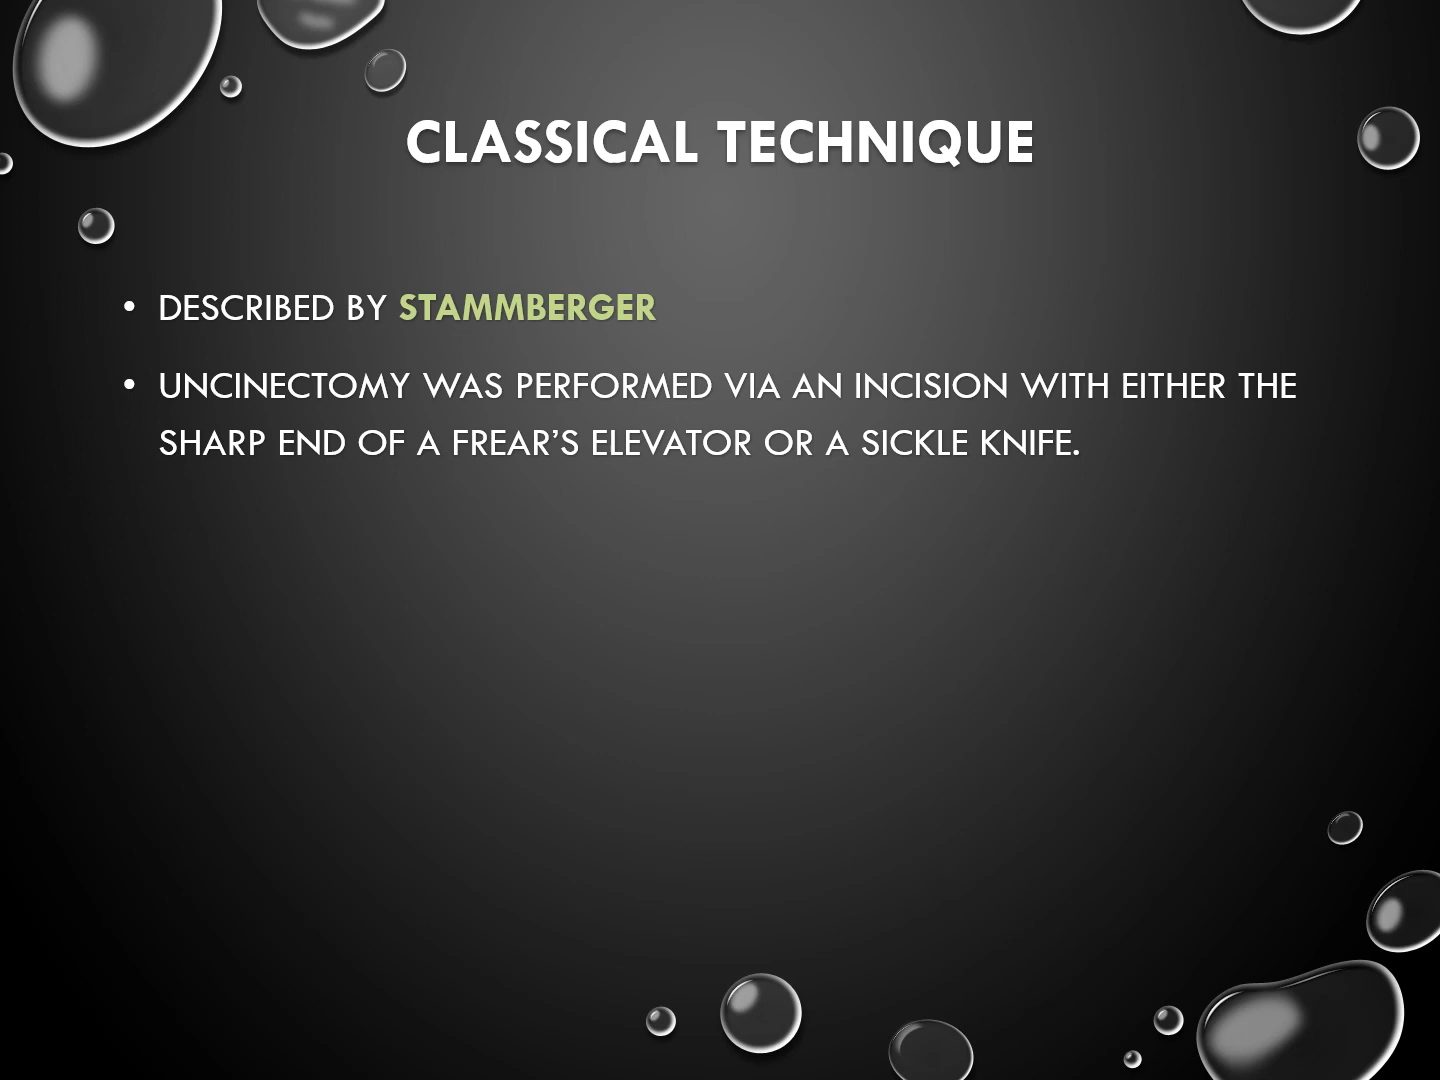 CLASSICAL TECHNIQUE
• DESCRIBED BY STAMMBERGER
• UNCINECTOMY WAS PERFORMED VIA AN INCISION WITH EITHER THE
SHARP END OF A FREAR’S ELEVATOR OR A SICKLE KNIFE.